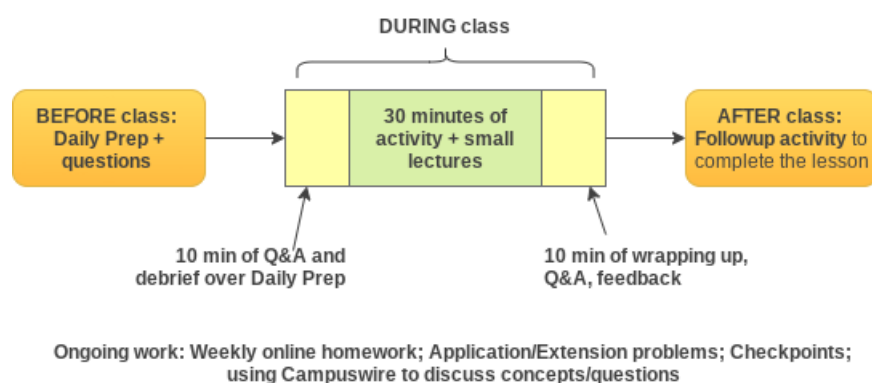 DURING class
BEFORE class:
Daily Prep +
questions
30 minutes of
activity + small
lectures
AFTER class:
Followup activity to
complete the lesson
10 min of Q&A and
debrief over Daily Prep
10 min of wrapping up,
Q&A, feedback
Ongoing work: Weekly online homework; Application/Extension problems; Checkpoints;
using Campuswire to discuss concepts/questions